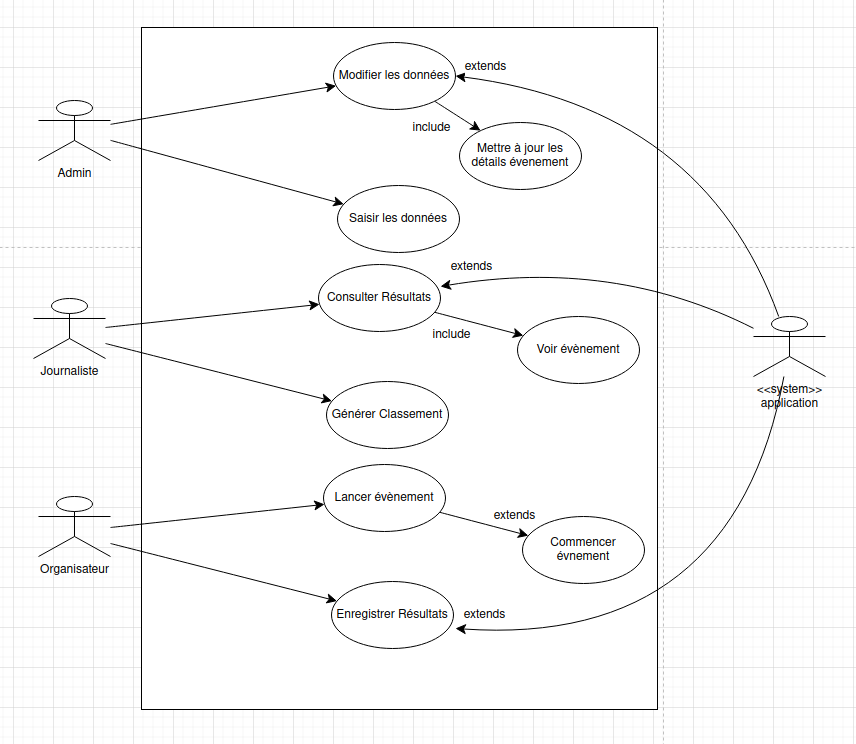 Modifier les données
extends
include
Mettre à jour les
détails évenement
Admin
Saisir les données
extends
Consulter Résultats
include
Voir évènement
Journaliste
<<system>>
application
Générer Classement
Lancer évènement
extends
Commencer
évnement
Organisateur
Enregistrer Résultats
extends